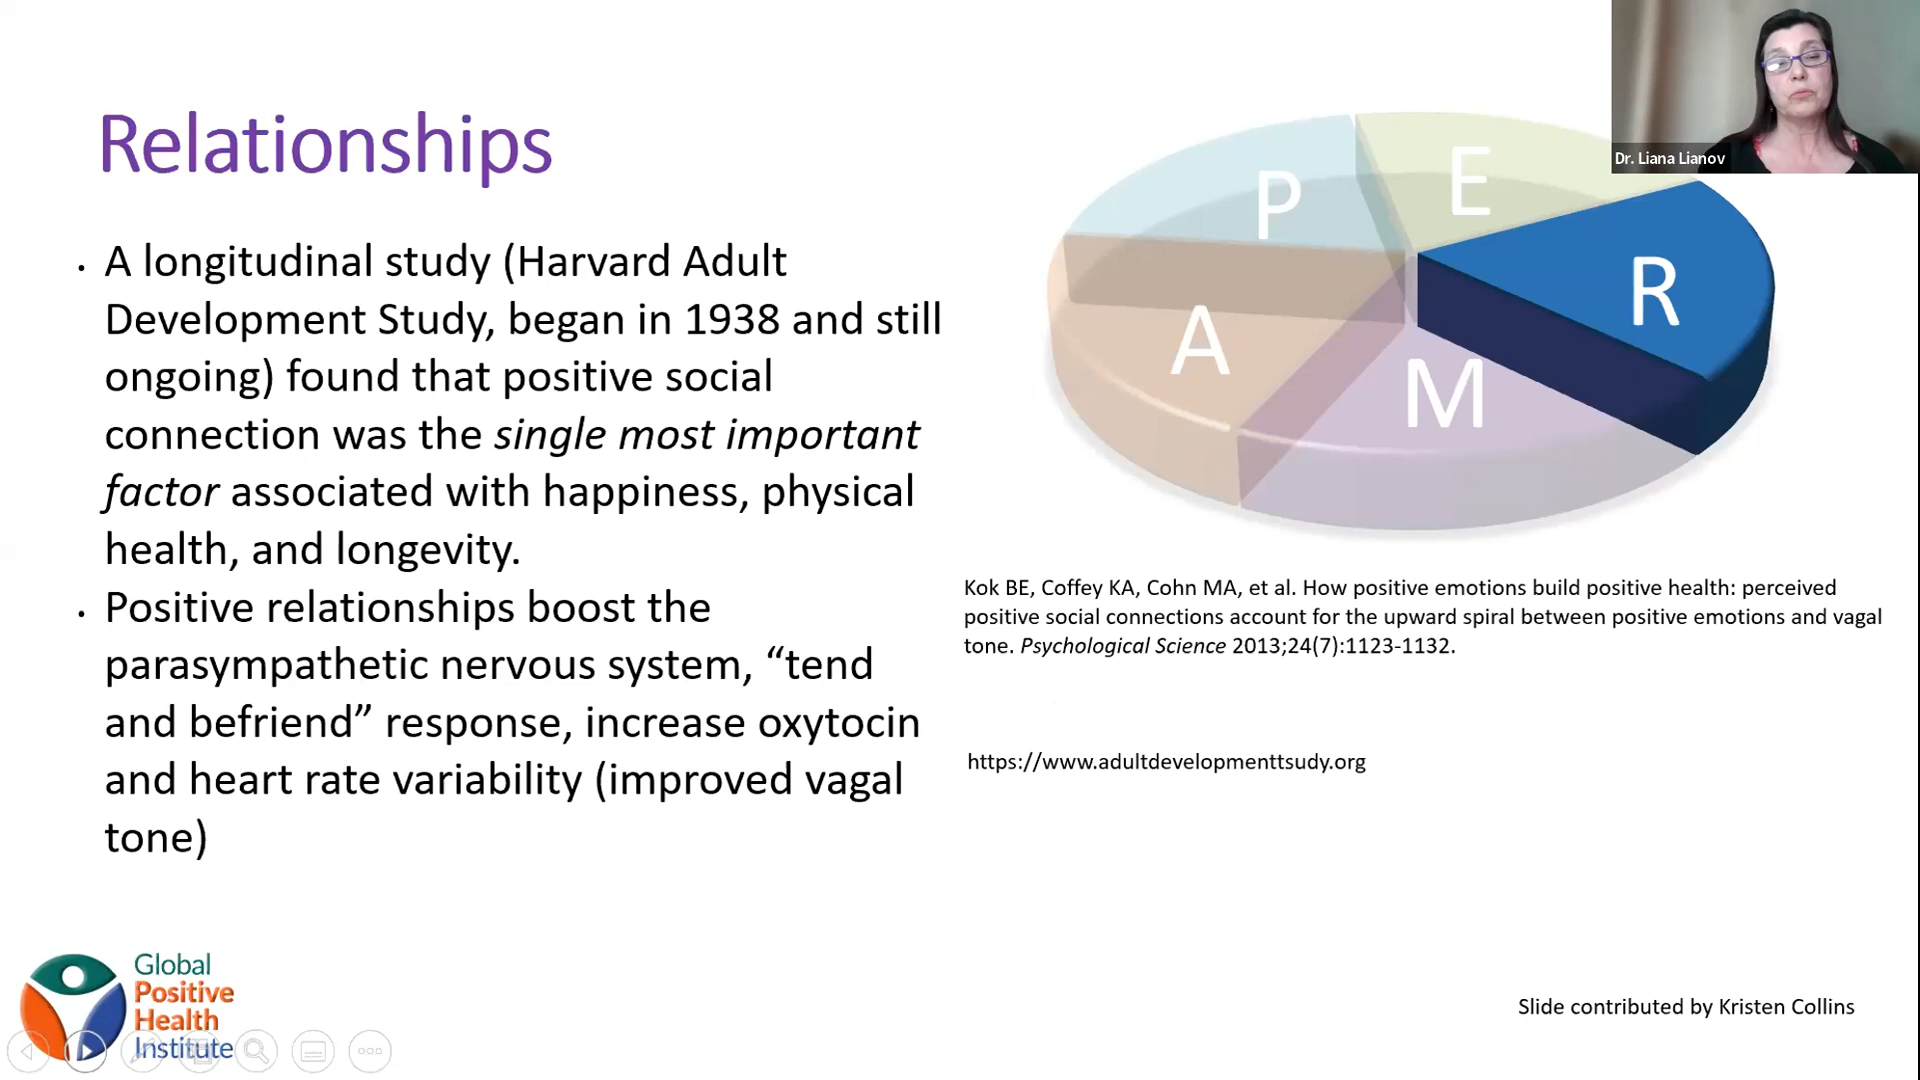 Relationships
• A longitudinal study (Harvard Adult
Development Study, began in 1938 and still
ongoing) found that positive social
connection was the single most important
factor associated with happiness, physical
health, and longevity.
• Positive relationships boost the
parasympathetic nervous system, “tend
and befriend” response, increase oxytocin
and heart rate variability (improved vagal
tone)
P
E
R
M
A
Dr. Liana Lianov
Kok BE, Coffey KA, Cohn MA, et al. How positive emotions build positive health: perceived
positive social connections account for the upward spiral between positive emotions and vagal
tone. Psychological Science 2013;24(7):1123-1132.
https://www.adultdevelopmenttsudy.org
Global
Positive
Health
Institute
Slide contributed by Kristen Collins